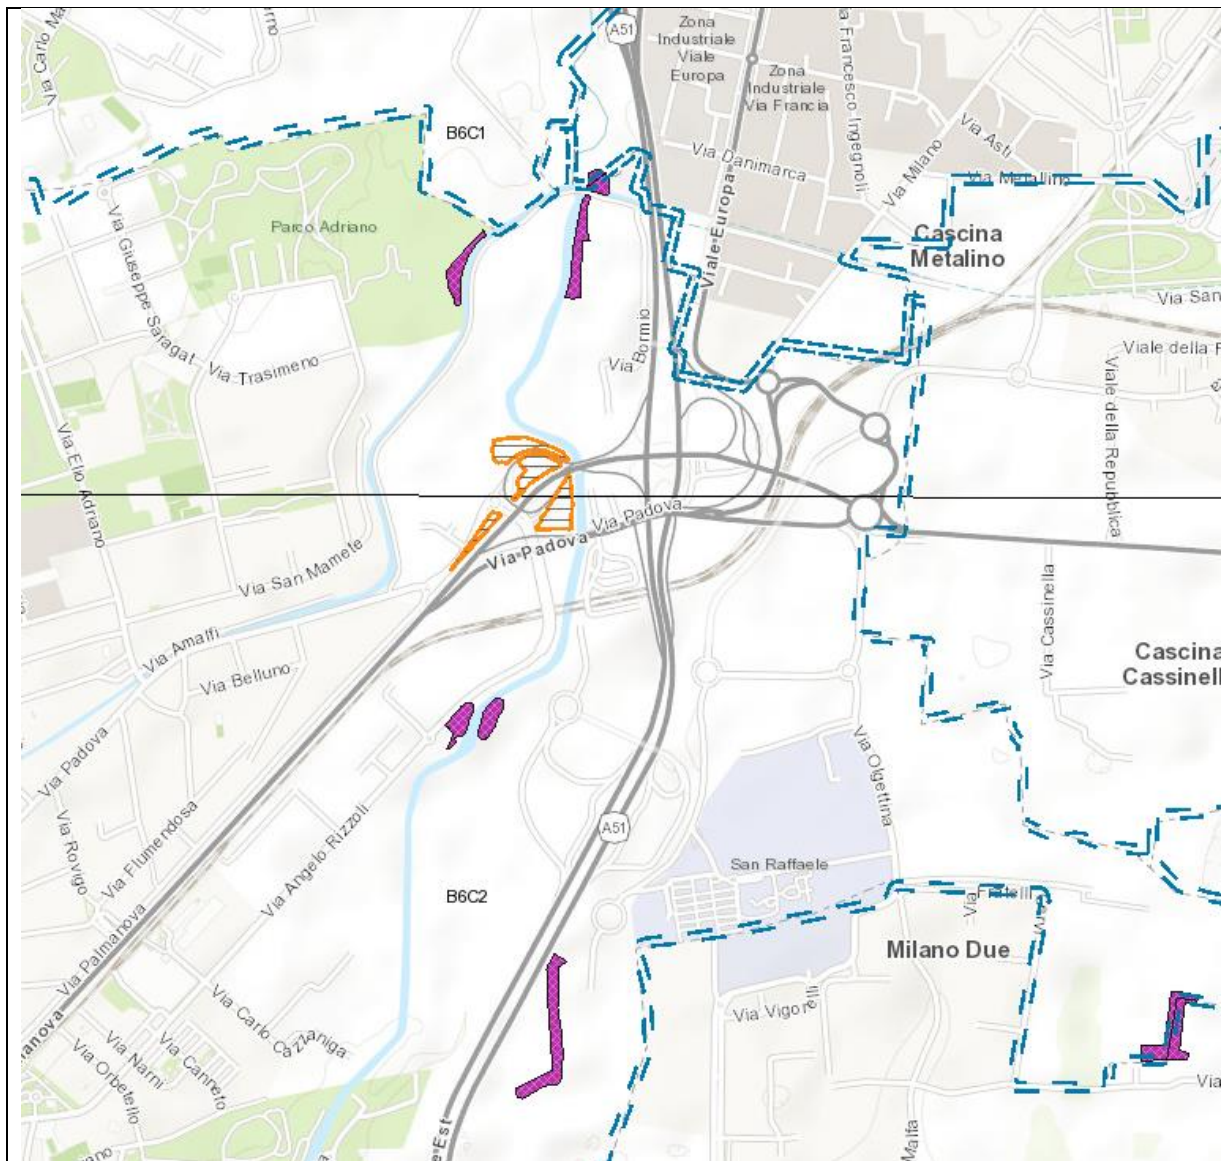 A51
Zona
Industriale
Viale
Europa
Zona
Industriale
Via Francia
Via Carlo Ma
a Francesco Ingegnoli
Via Asti
B6C1
Via Danimarca
Via Milano
Via Metallino
Parco Adriano
Viale Europa
Cascina
Metalino
Via Giuseppe Saragat
Via San
Via Bormio
Viale della R
Via Trasimeno
Viale della Repubblica
Via Elio Adriano
Via Padova
Via Padova
Via San Mamete
Via Cassinella
Via Amalfi
Cascina
Cassinell
Via Belluno
Via Padova
Via Olgettina
Via Rovigo
Via Flumendosa
Via Angelo Rizzoli
A51
San Raffaele
B6C2
Via Fratelli Cervi
Via Palmanova
Milano Due
Via Carlo Cazzaniga
Via Vigorelli
Via Narni
Via Canneto
Via Orbetello
Via
e Est
Malfa